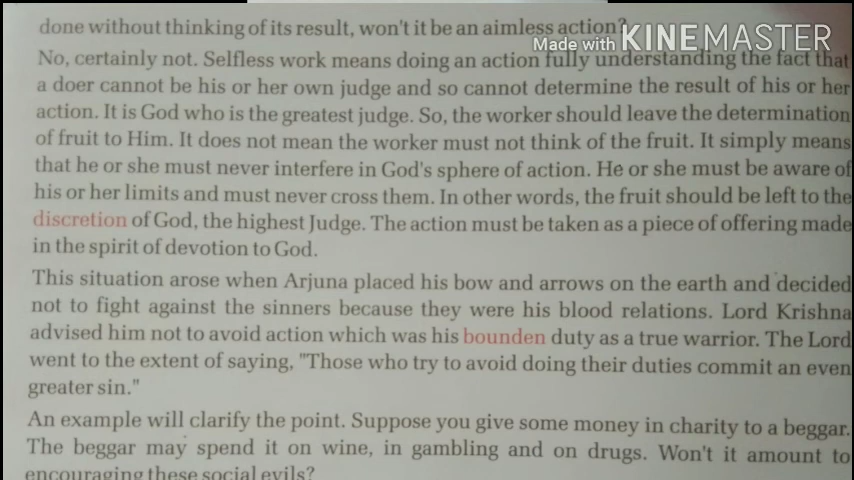 done without thinking of its result, won't it be an aimless action?
Made with KINEMASTER
No, certainly not. Selfless work means doing an action fully understanding the fact that
a doer cannot be his or her own judge and so cannot determine the result of his or her
action. It is God who is the greatest judge. So, the worker should leave the determination
of fruit to Him. It does not mean the worker must not think of the fruit. It simply means
that he or she must never interfere in God's sphere of action. He or she must be aware of
his or her limits and must never cross them. In other words, the fruit should be left to the
discretion of God, the highest Judge. The action must be taken as a piece of offering made
in the spirit of devotion to God.
This situation arose when Arjuna placed his bow and arrows on the earth and decided
not to fight against the sinners because they were his blood relations. Lord Krishna
advised him not to avoid action which was his bounden duty as a true warrior. The Lord
went to the extent of saying, "Those who try to avoid doing their duties commit an even
greater sin."
An example will clarify the point. Suppose you give some money in charity to a beggar.
The beggar may spend it on wine, in gambling and on drugs. Won't it amount to
encouraging these social evils?